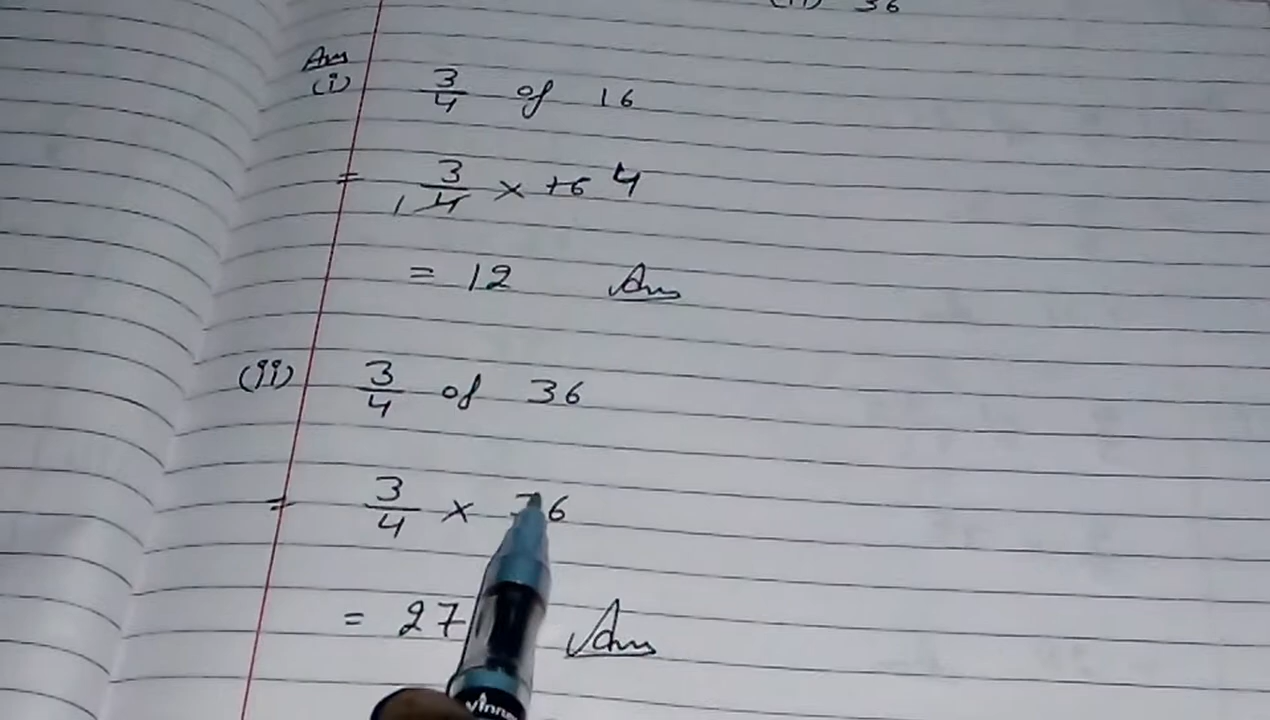 (ii) 36
Ans
(i) 3/4 of 16
= 3/4 1 × 16 4
= 12 Ans
(ii) 3/4 of 36
= 3/4 × 36
= 27 Ans